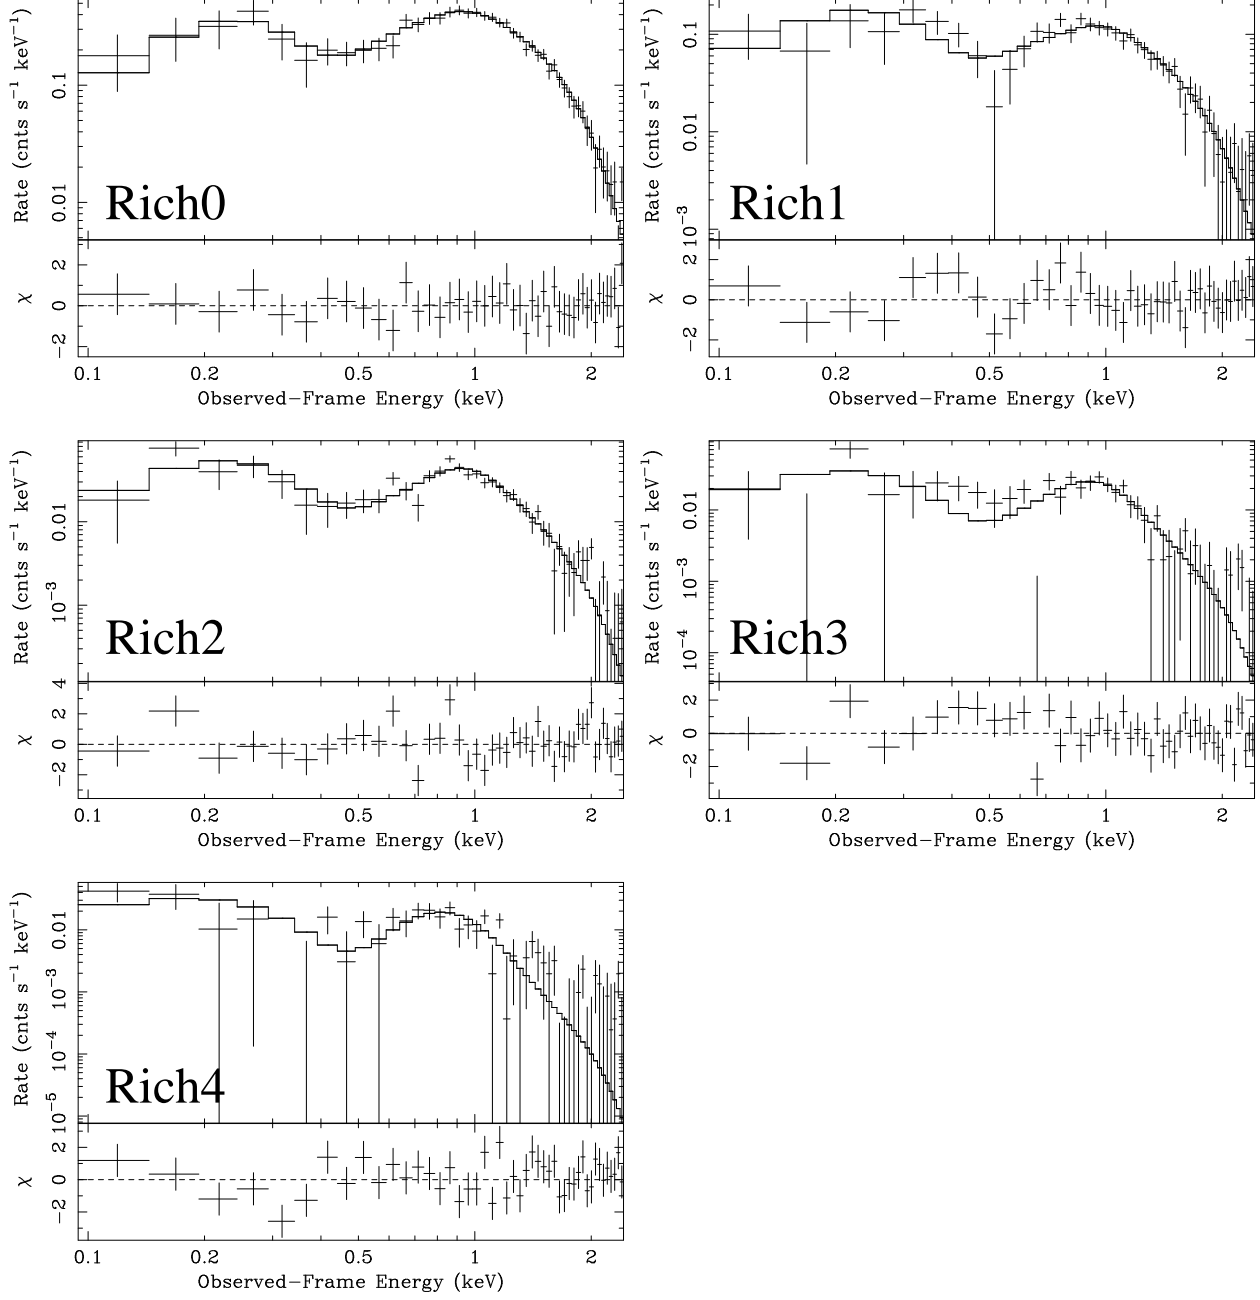 Rate (cnts s⁻¹ keV⁻¹)
0.1
0.01
Rich0
χ
2
0
−2
0.1 0.2 0.5 1 2
Observed−Frame Energy (keV)
Rate (cnts s⁻¹ keV⁻¹)
0.1
0.01
10⁻³
Rich1
χ
2
0
−2
0.1 0.2 0.5 1 2
Observed−Frame Energy (keV)
Rate (cnts s⁻¹ keV⁻¹)
0.01
10⁻³
Rich2
χ
4
2
0
−2
0.1 0.2 0.5 1 2
Observed−Frame Energy (keV)
Rate (cnts s⁻¹ keV⁻¹)
0.01
10⁻³
10⁻⁴
Rich3
χ
2
0
−2
0.1 0.2 0.5 1 2
Observed−Frame Energy (keV)
Rate (cnts s⁻¹ keV⁻¹)
0.01
10⁻³
10⁻⁴
10⁻⁵
Rich4
χ
2
0
−2
0.1 0.2 0.5 1 2
Observed−Frame Energy (keV)